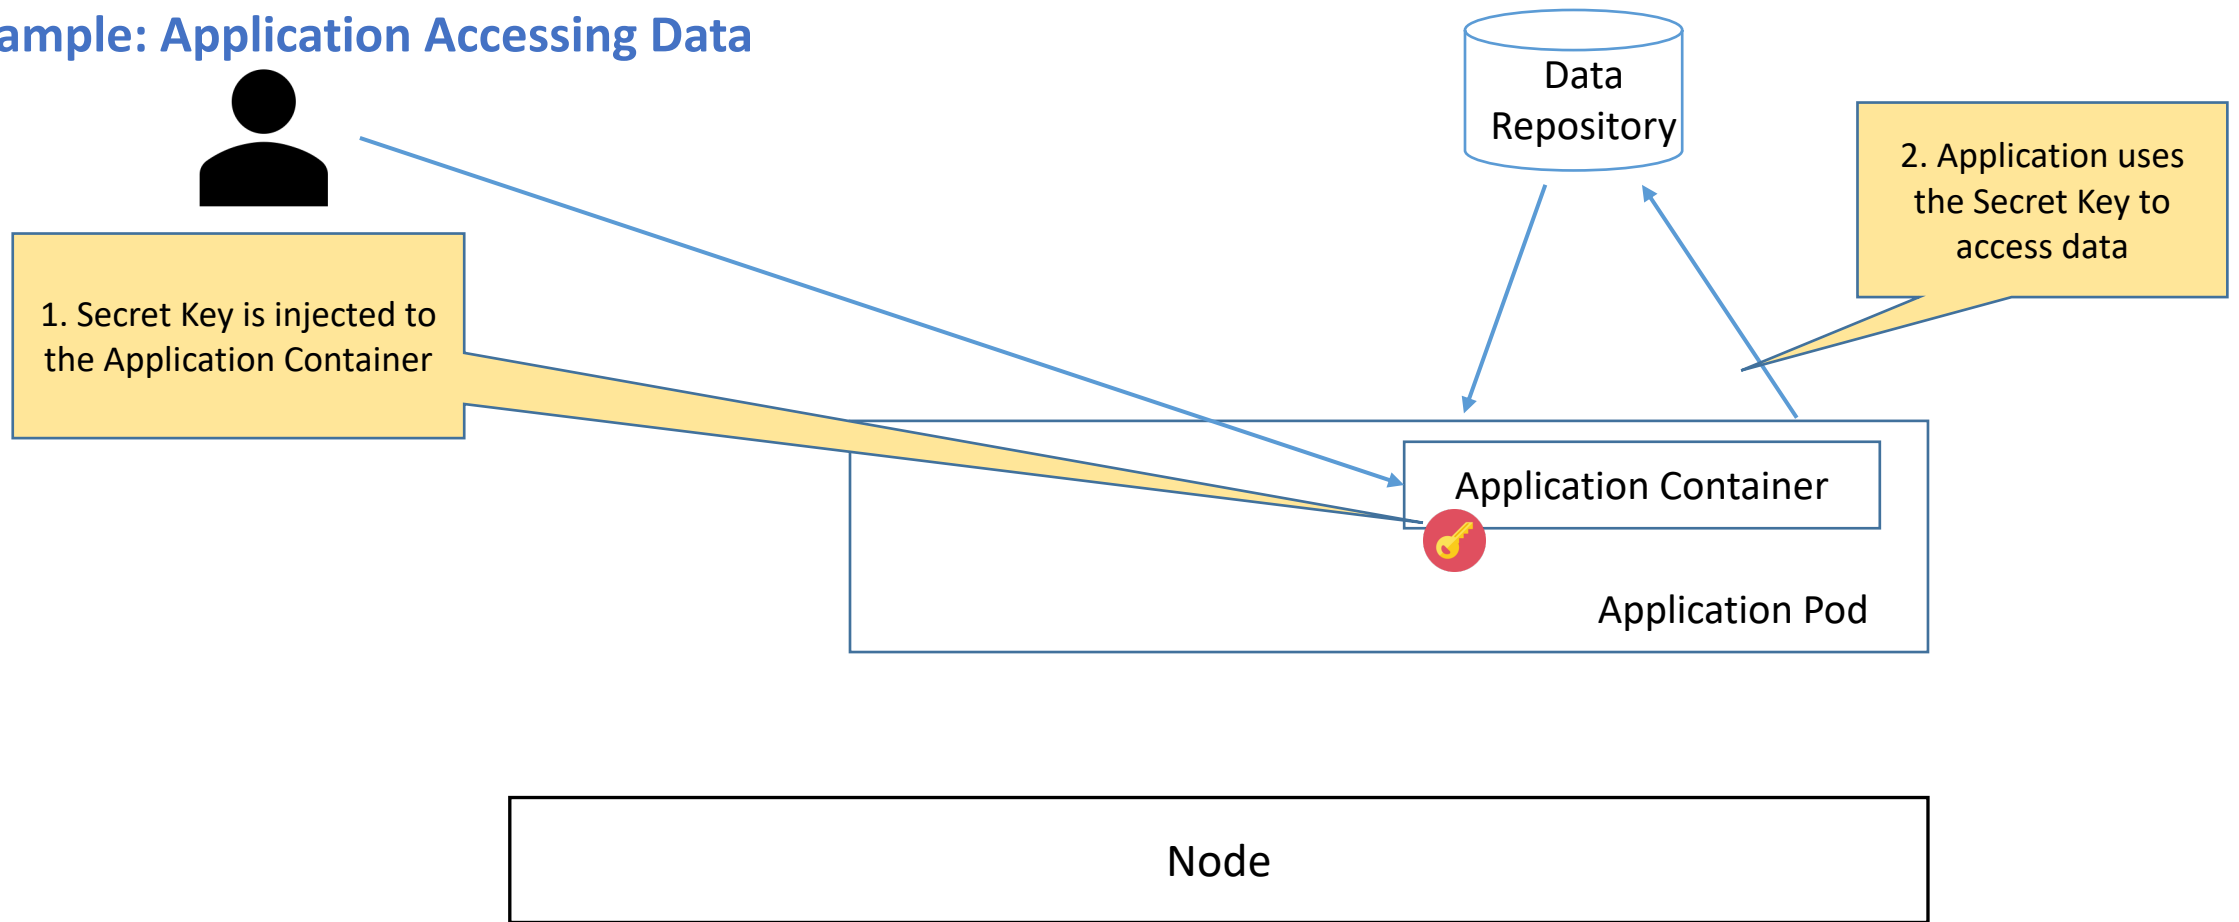 ample: Application Accessing Data
Data
Repository
2. Application uses
the Secret Key to
access data
1. Secret Key is injected to
the Application Container
Application Container
Application Pod
Node